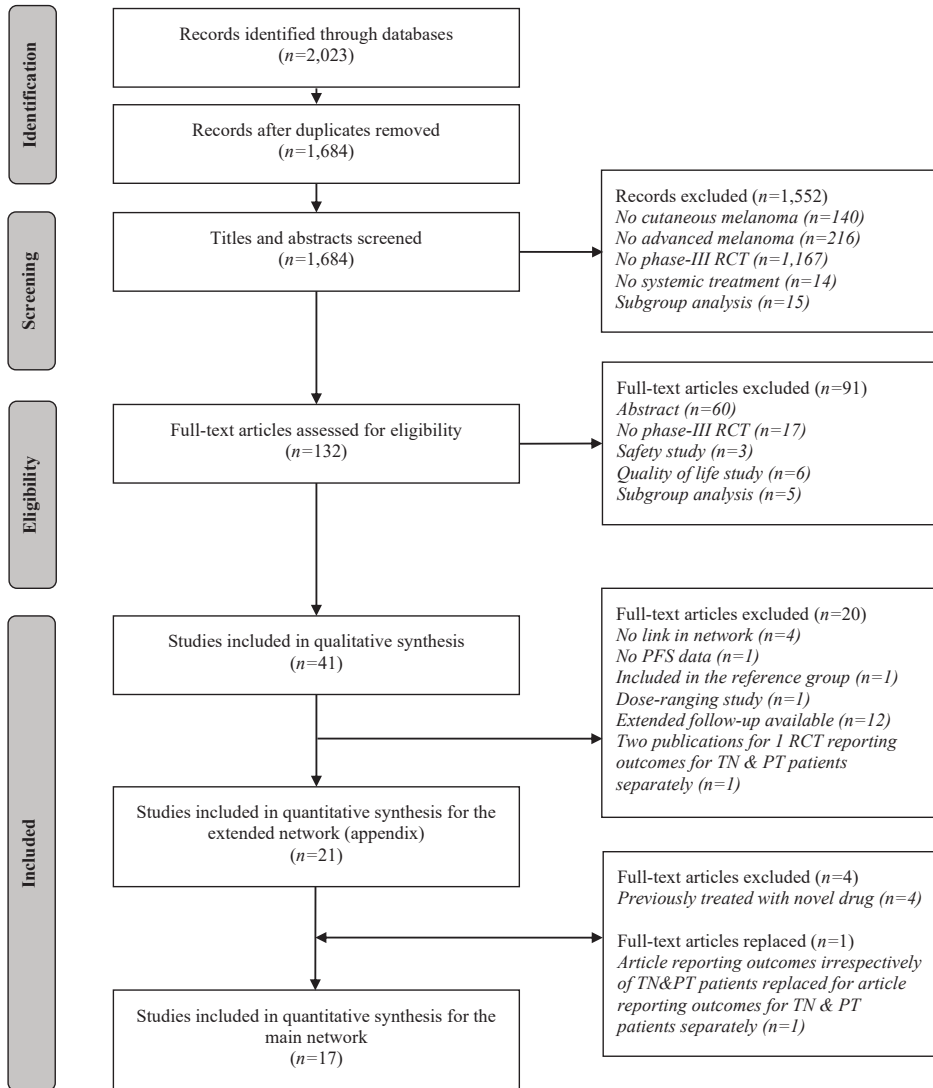 Identification
Records identified through databases
(n=2,023)
Records after duplicates removed
(n=1,684)
Screening
Titles and abstracts screened
(n=1,684)
Records excluded (n=1,552)
No cutaneous melanoma (n=140)
No advanced melanoma (n=216)
No phase-III RCT (n=1,167)
No systemic treatment (n=14)
Subgroup analysis (n=15)
Eligibility
Full-text articles assessed for eligibility
(n=132)
Full-text articles excluded (n=91)
Abstract (n=60)
No phase-III RCT (n=17)
Safety study (n=3)
Quality of life study (n=6)
Subgroup analysis (n=5)
Included
Studies included in qualitative synthesis
(n=41)
Full-text articles excluded (n=20)
No link in network (n=4)
No PFS data (n=1)
Included in the reference group (n=1)
Dose-ranging study (n=1)
Extended follow-up available (n=12)
Two publications for 1 RCT reporting
outcomes for TN & PT patients
separately (n=1)
Studies included in quantitative synthesis for the
extended network (appendix)
(n=21)
Full-text articles excluded (n=4)
Previously treated with novel drug (n=4)
Full-text articles replaced (n=1)
Article reporting outcomes irrespectively
of TN&PT patients replaced for article
reporting outcomes for TN & PT
patients separately (n=1)
Studies included in quantitative synthesis for the
main network
(n=17)